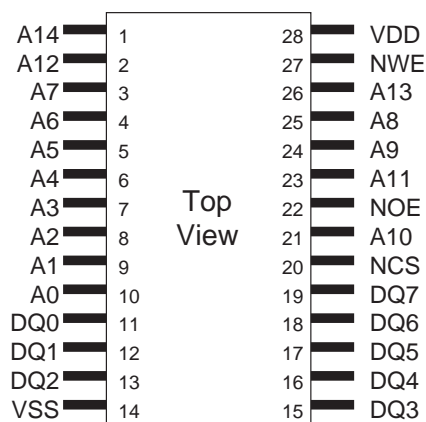 A14 1 28 VDD
A12 2 27 NWE
A7 3 26 A13
A6 4 25 A8
A5 5 24 A9
A4 6 23 A11
A3 7 Top 22 NOE
A2 8 View 21 A10
A1 9 20 NCS
A0 10 19 DQ7
DQ0 11 18 DQ6
DQ1 12 17 DQ5
DQ2 13 16 DQ4
VSS 14 15 DQ3